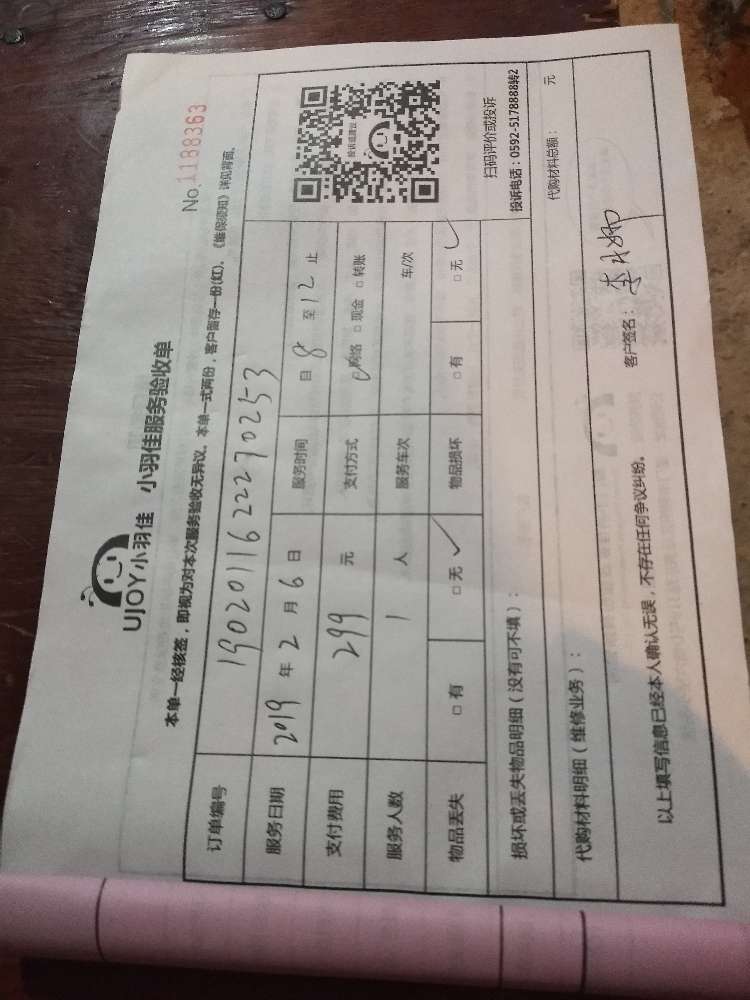 No.1188363
UJOY小羽佳 小羽佳服务验收单
本单一经核签，即视为对本次服务验收无异议。本单一式两份，客户留存一份(红)。《维保须知》详见背面。
订单编号 1902011622270253
服务日期 2019 年 2 月 6 日 服务时间 自 8 至 12 止
支付费用 299 元 支付方式 □网络 □现金 □转账
服务人数 1 人 服务车次 车/次
物品丢失 □有 □无 ✓ 物品损坏 □有 □无 ✓
扫码评价或投诉
投诉电话：0592-5178888转2
损坏或丢失物品明细（没有可不填）：
代购材料明细（维修业务）： 代购材料总额： 元
客户签名：
以上填写信息已经本人确认无误，不存在任何争议纠纷。